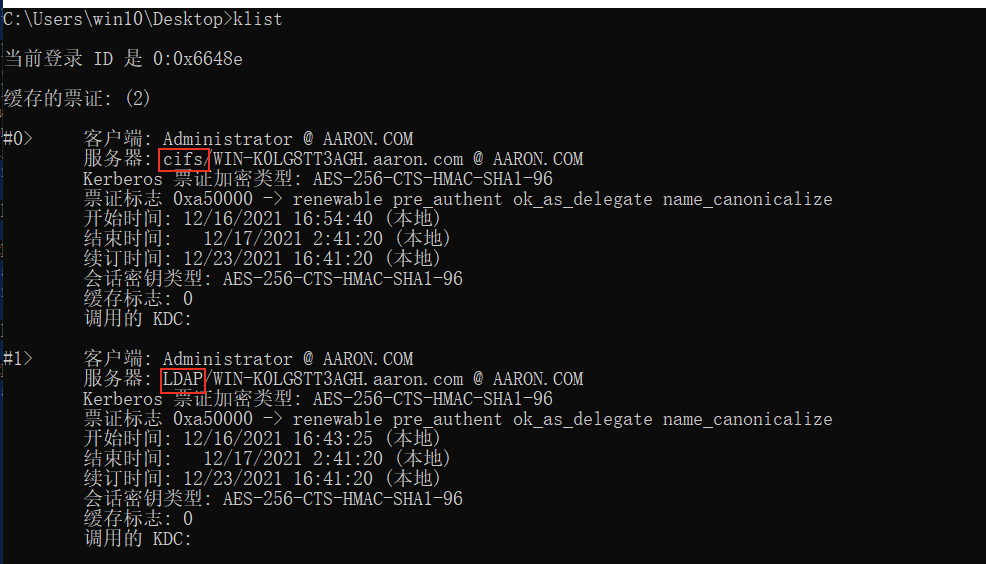 C:\Users\win10\Desktop>klist
当前登录 ID 是 0:0x6648e
缓存的票证: (2)
#0> 客户端: Administrator @ AARON.COM
服务器: cifs/WIN-K0LG8TT3AGH.aaron.com @ AARON.COM
Kerberos 票证加密类型: AES-256-CTS-HMAC-SHA1-96
票证标志 0xa50000 -> renewable pre_authent ok_as_delegate name_canonicalize
开始时间: 12/16/2021 16:54:40 (本地)
结束时间: 12/17/2021 2:41:20 (本地)
续订时间: 12/23/2021 16:41:20 (本地)
会话密钥类型: AES-256-CTS-HMAC-SHA1-96
缓存标志: 0
调用的 KDC:
#1> 客户端: Administrator @ AARON.COM
服务器: LDAP/WIN-K0LG8TT3AGH.aaron.com @ AARON.COM
Kerberos 票证加密类型: AES-256-CTS-HMAC-SHA1-96
票证标志 0xa50000 -> renewable pre_authent ok_as_delegate name_canonicalize
开始时间: 12/16/2021 16:43:25 (本地)
结束时间: 12/17/2021 2:41:20 (本地)
续订时间: 12/23/2021 16:41:20 (本地)
会话密钥类型: AES-256-CTS-HMAC-SHA1-96
缓存标志: 0
调用的 KDC: